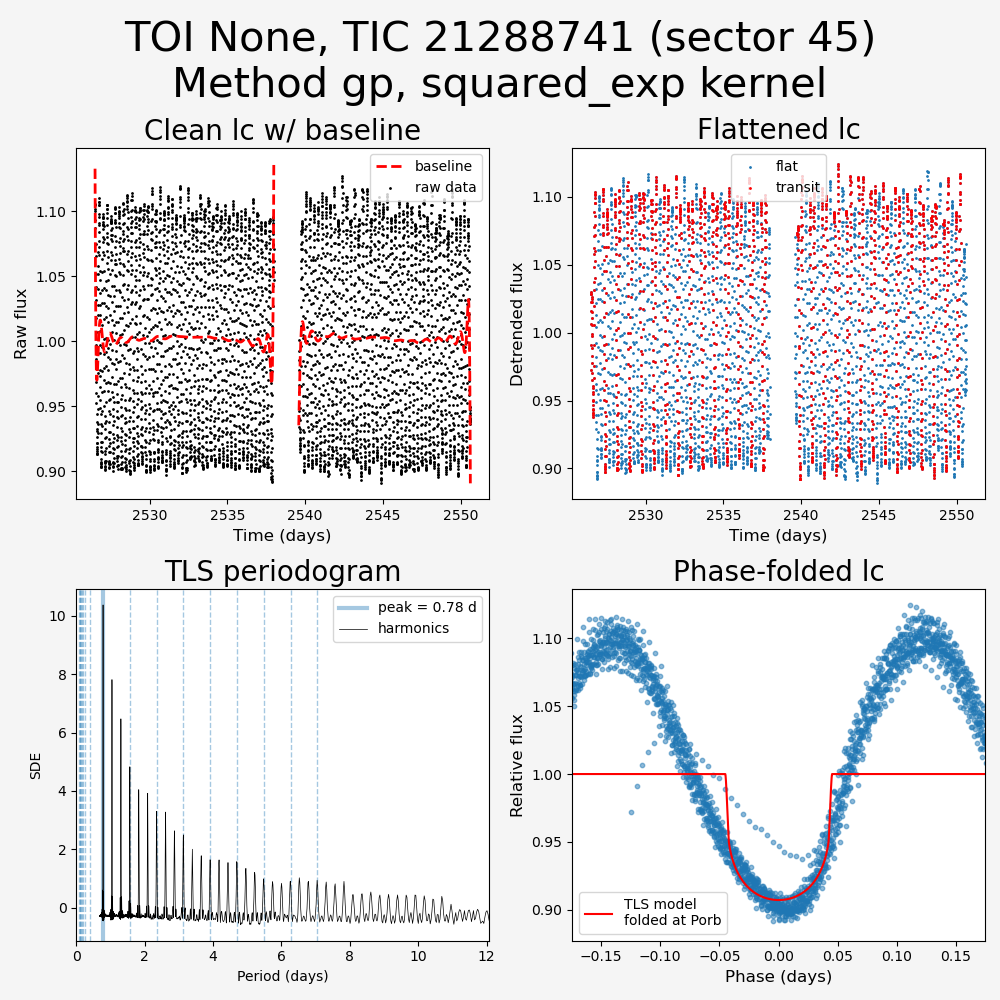 TOI None, TIC 21288741 (sector 45)
Method gp, squared_exp kernel
Clean lc w/ baseline
baseline
raw data
Raw flux
1.10
1.05
1.00
0.95
0.90
2530
2535
2540
2545
2550
Time (days)
Flattened lc
flat
transit
Detrended flux
1.10
1.05
1.00
0.95
0.90
2530
2535
2540
2545
2550
Time (days)
TLS periodogram
peak = 0.78 d
harmonics
SDE
10
8
6
4
2
0
0
2
4
6
8
10
12
Period (days)
Phase-folded lc
Relative flux
1.10
1.05
1.00
0.95
0.90
TLS model
folded at Porb
−0.15
−0.10
−0.05
0.00
0.05
0.10
0.15
Phase (days)